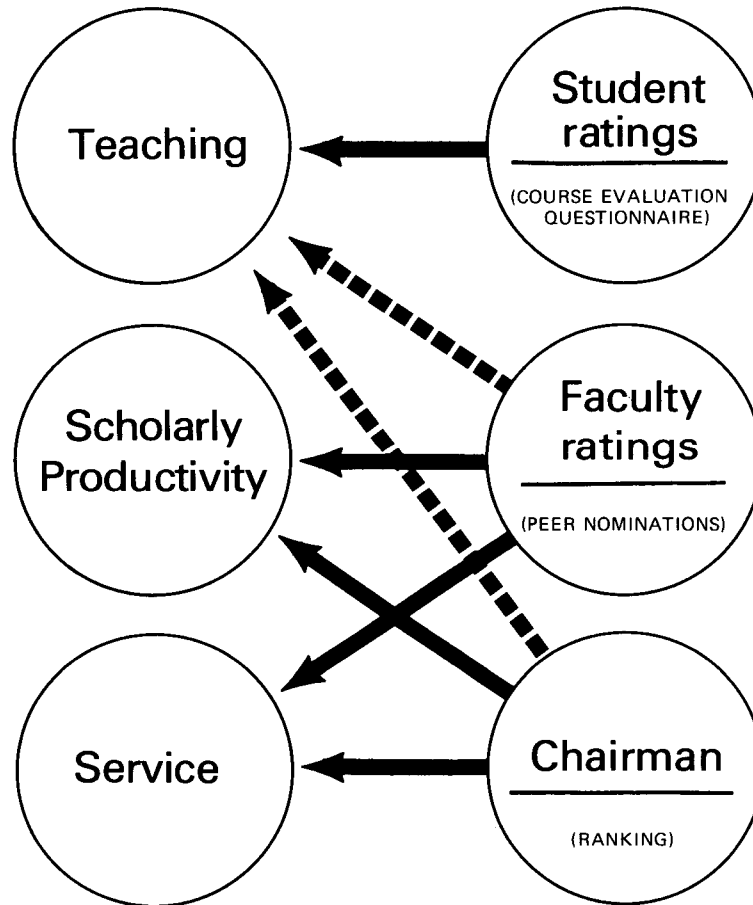 Teaching
Student
ratings
(COURSE EVALUATION
QUESTIONNAIRE)
Scholarly
Productivity
Faculty
ratings
(PEER NOMINATIONS)
Service
Chairman
(RANKING)